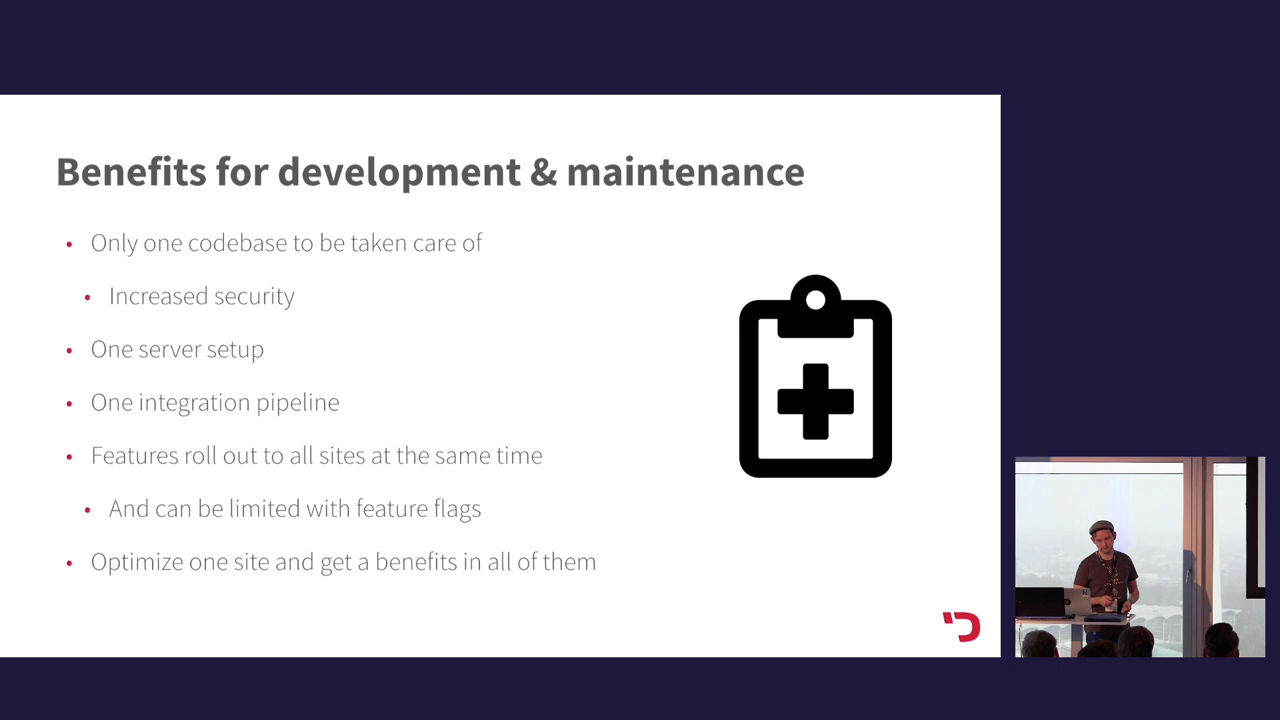 Benefits for development & maintenance
• Only one codebase to be taken care of
• Increased security
• One server setup
• One integration pipeline
• Features roll out to all sites at the same time
• And can be limited with feature flags
• Optimize one site and get a benefits in all of them